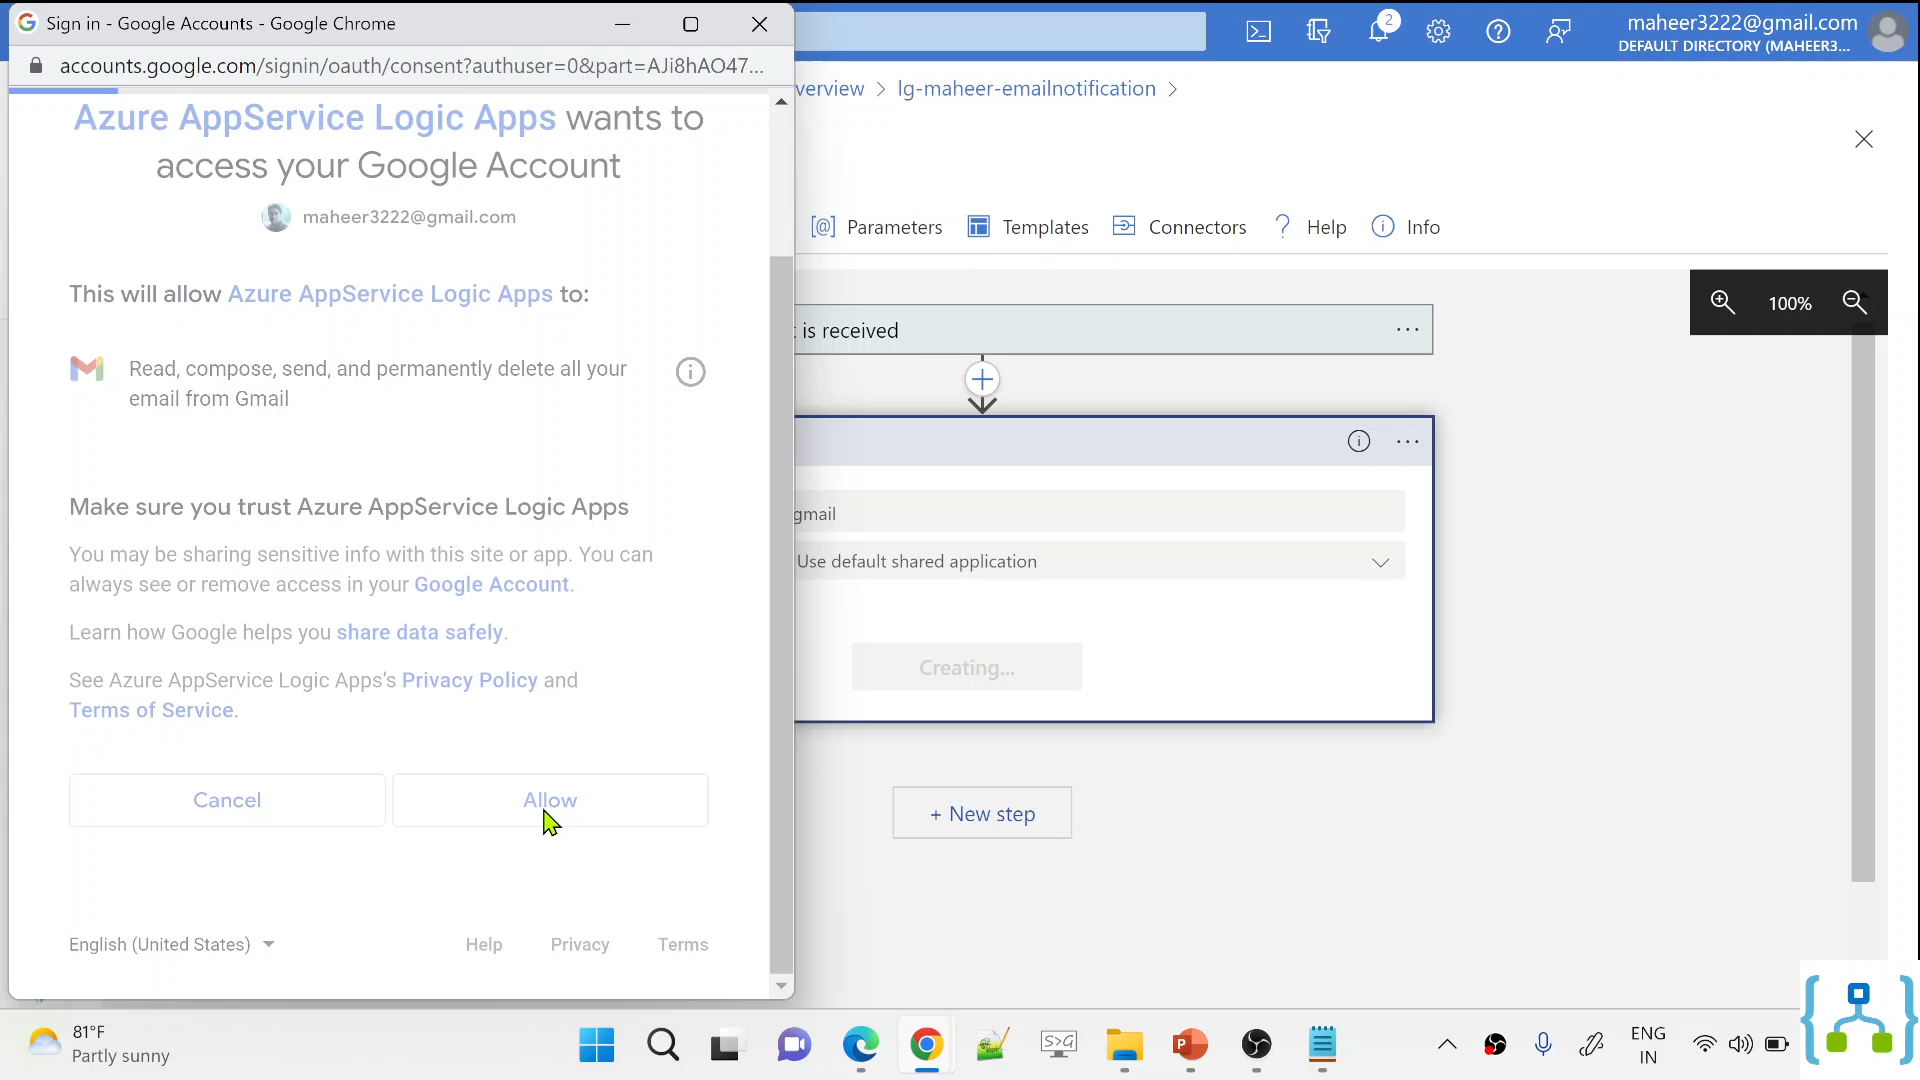 Sign in - Google Accounts - Google Chrome
accounts.google.com/signin/oauth/consent?authuser=0&part=AJi8hAO47...
2
maheer3222@gmail.com
DEFAULT DIRECTORY (MAHEER3...
verview > lg-maheer-emailnotification >
Azure AppService Logic Apps wants to
access your Google Account
maheer3222@gmail.com
This will allow Azure AppService Logic Apps to:
Read, compose, send, and permanently delete all your
email from Gmail
Make sure you trust Azure AppService Logic Apps
You may be sharing sensitive info with this site or app. You can
always see or remove access in your Google Account.
Learn how Google helps you share data safely.
See Azure AppService Logic Apps's Privacy Policy and
Terms of Service.
Cancel
Allow
English (United States)
Help
Privacy
Terms
[@] Parameters
Templates
Connectors
? Help
Info
100%
is received
gmail
Use default shared application
Creating...
+ New step
81°F
Partly sunny
S>G
P
ENG
IN